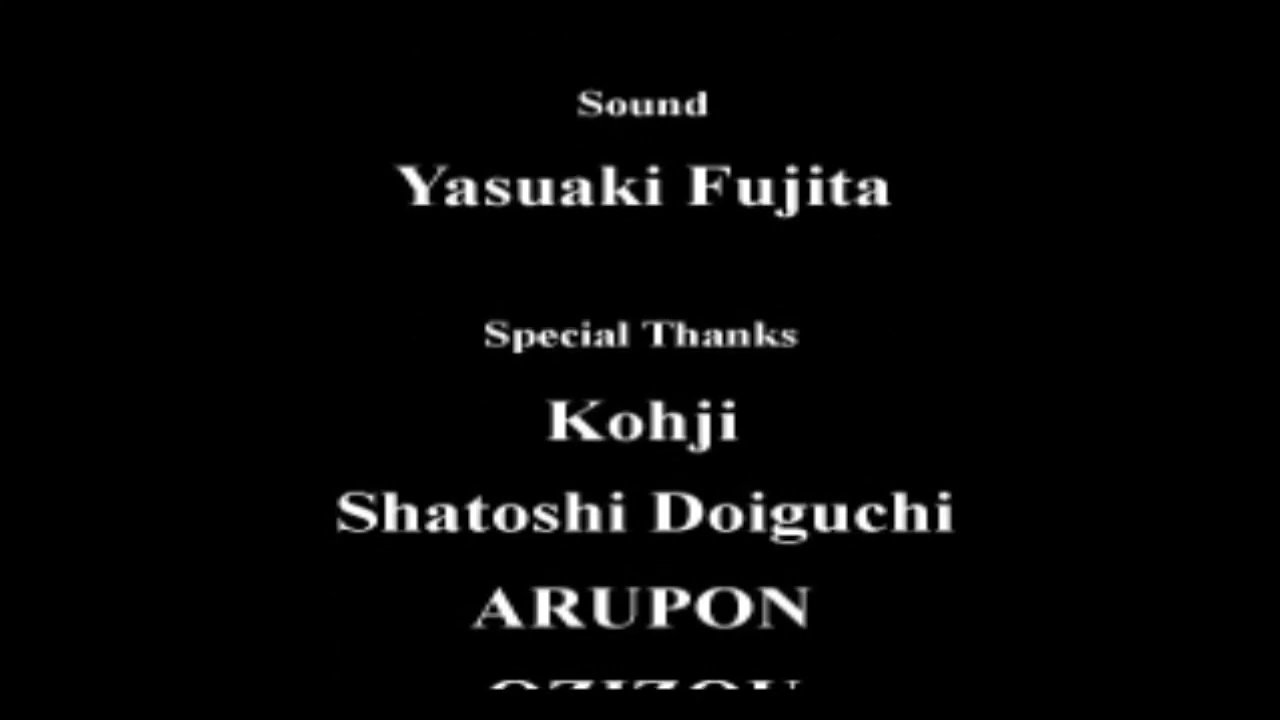 Sound
Yasuaki Fujita
Special Thanks
Kohji
Shatoshi Doiguchi
ARUPON